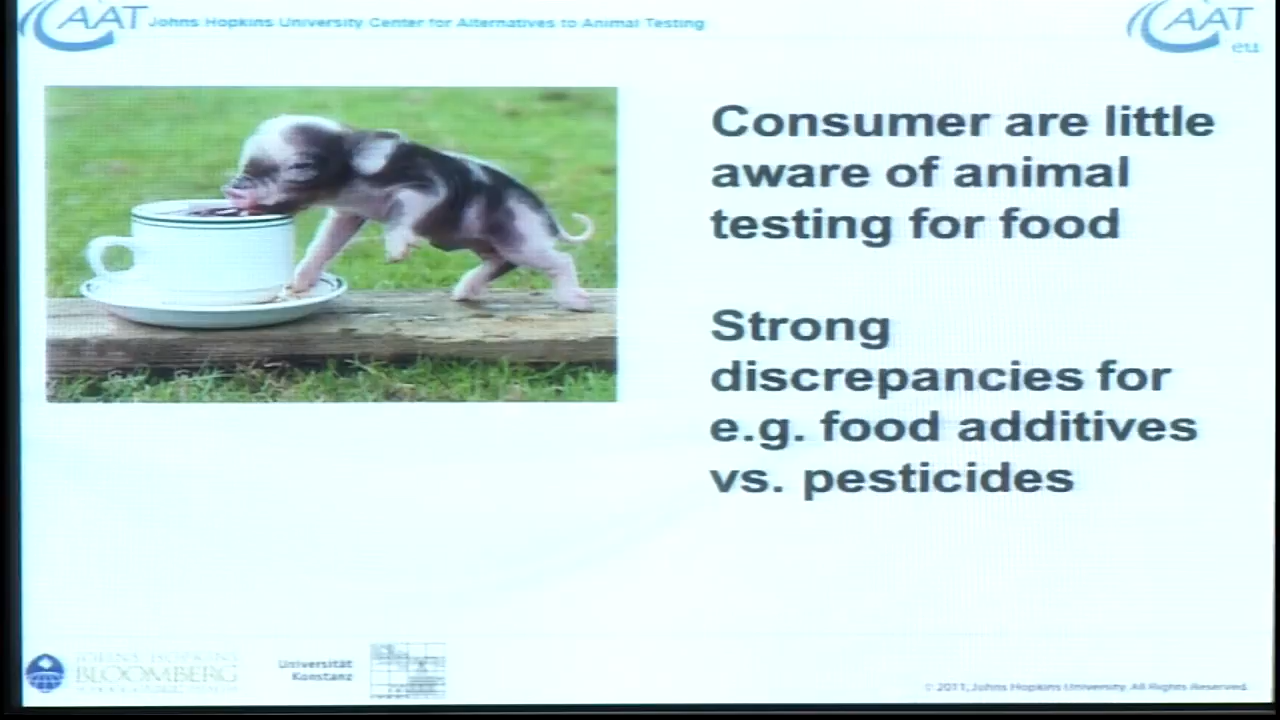 CAAT Johns Hopkins University Center for Alternatives to Animal Testing
CAAT
eu
Consumer are little
aware of animal
testing for food
Strong
discrepancies for
e.g. food additives
vs. pesticides
JOHNS HOPKINS
BLOOMBERG
Universität
Konstanz
© 2011, Johns Hopkins University. All Rights Reserved.